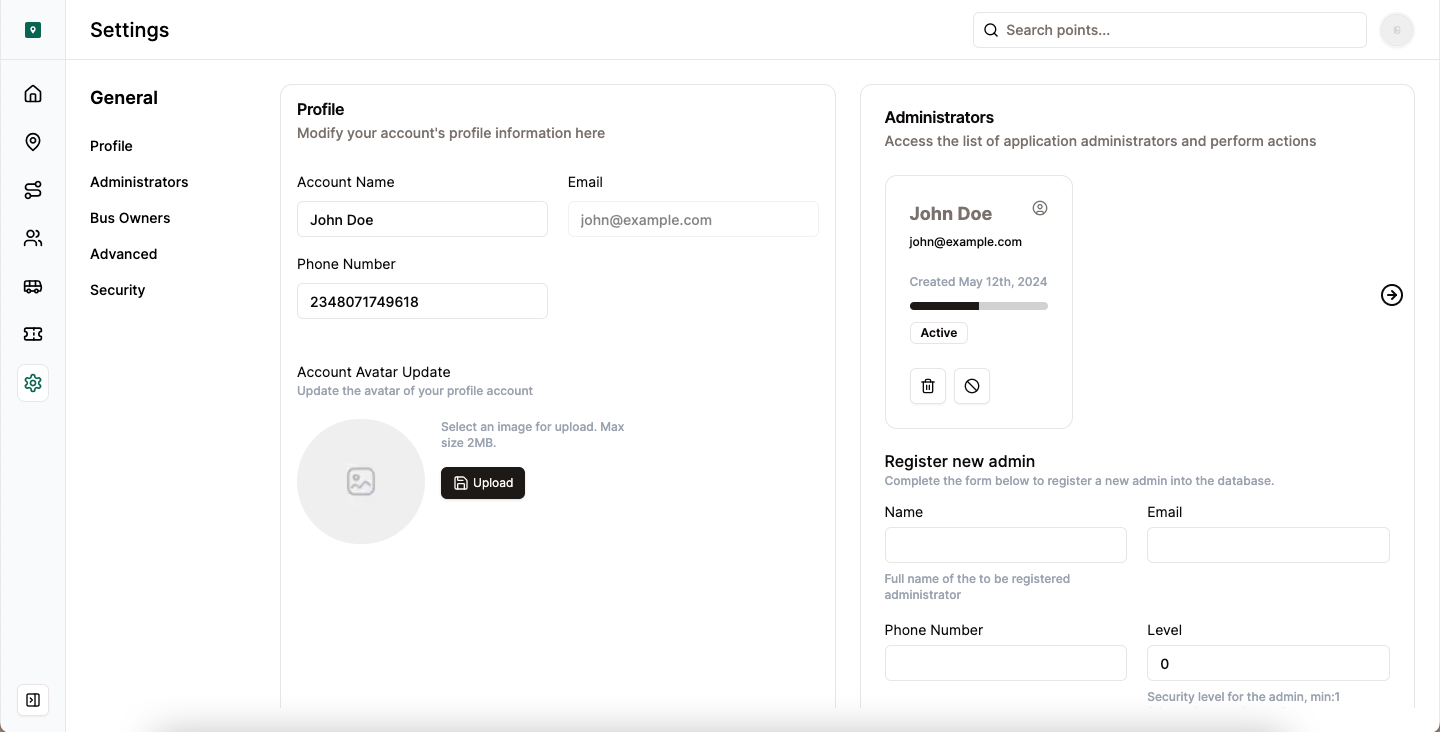 Settings
Search points...
General
Profile
Administrators
Bus Owners
Advanced
Security
Profile
Modify your account's profile information here
Account Name
Email
John Doe
john@example.com
Phone Number
2348071749618
Account Avatar Update
Update the avatar of your profile account
Select an image for upload. Max
size 2MB.
Upload
Administrators
Access the list of application administrators and perform actions
John Doe
john@example.com
Created May 12th, 2024
Active
Register new admin
Complete the form below to register a new admin into the database.
Name
Email
Full name of the to be registered
administrator
Phone Number
Level
0
Security level for the admin, min:1